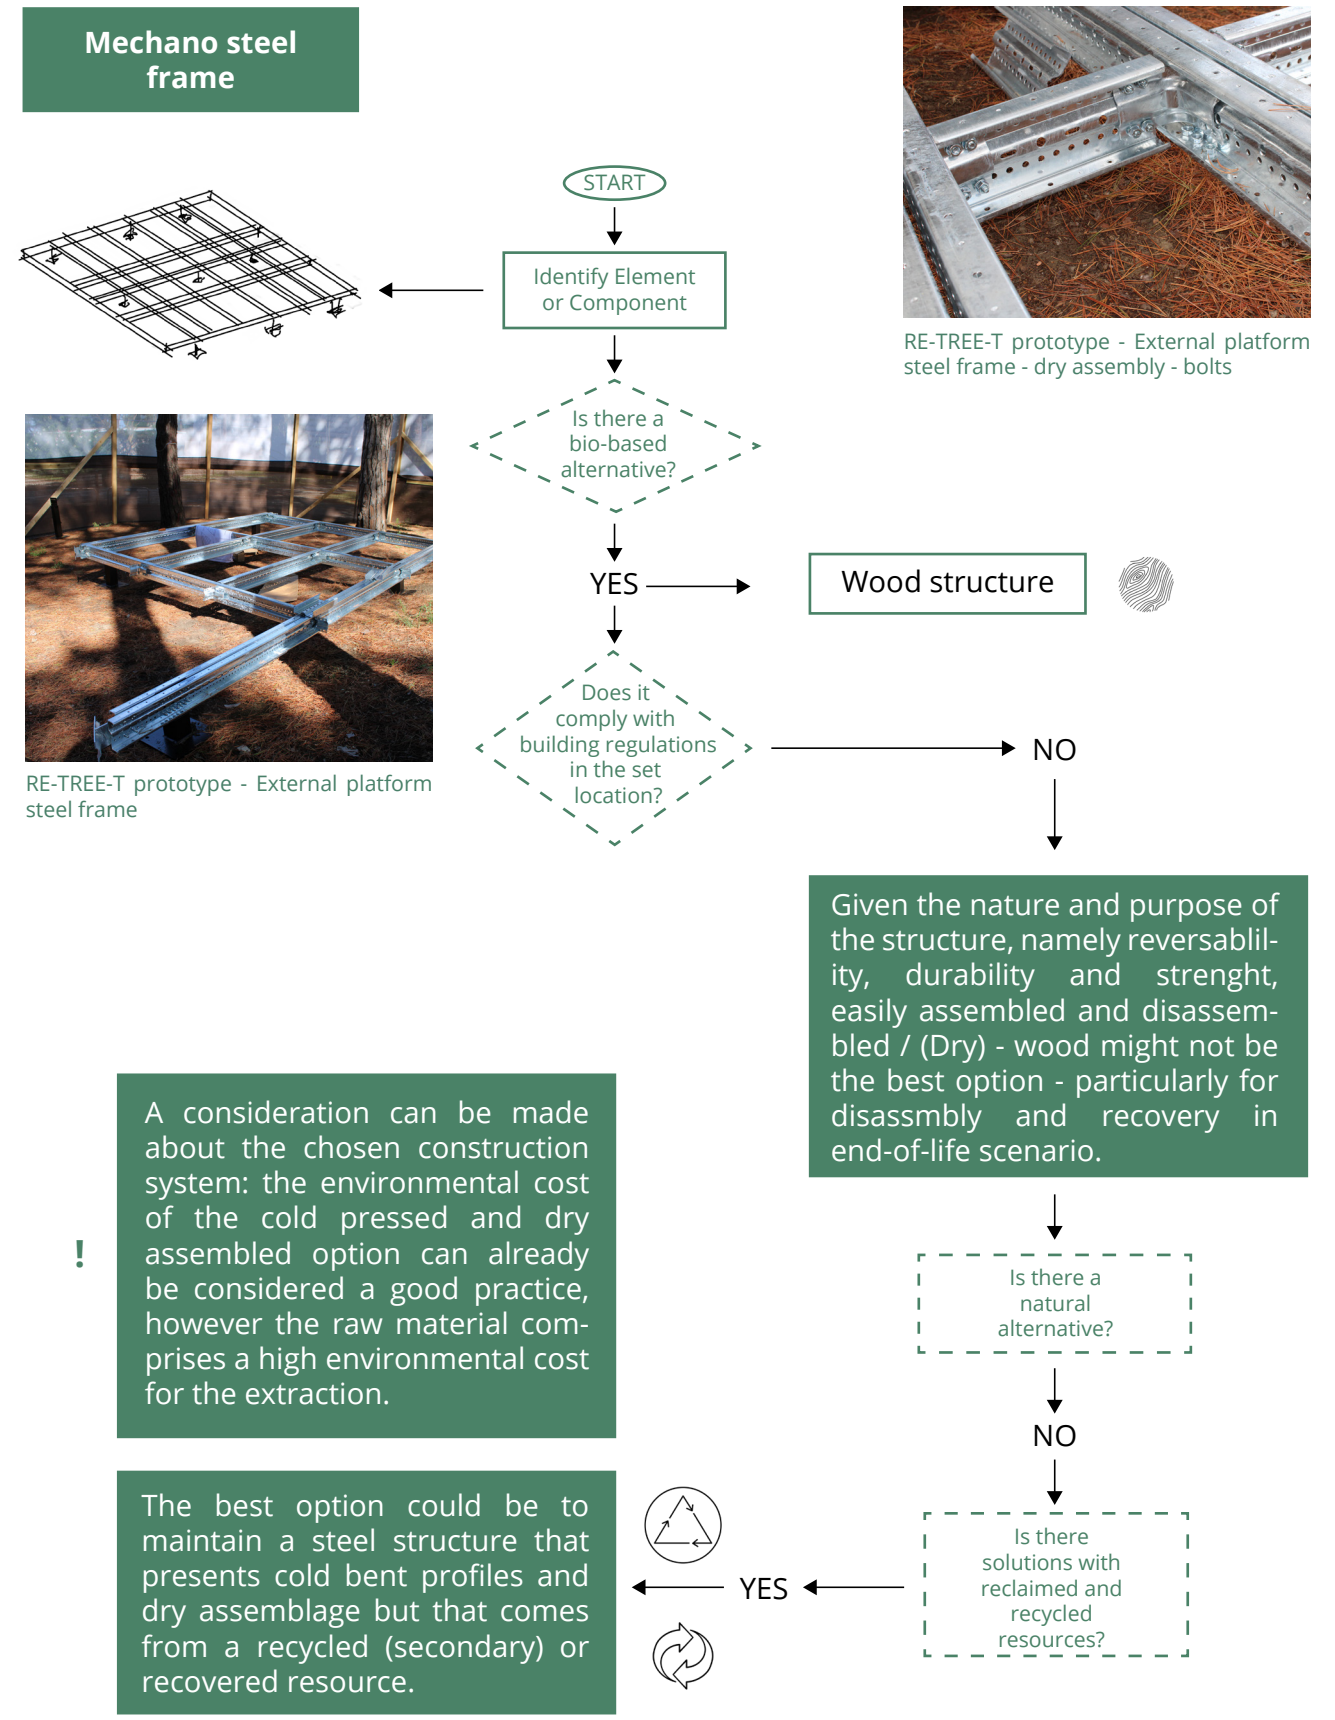 Mechano steel
frame
START
Identify Element
or Component
RE-TREE-T prototype - External platform
steel frame - dry assembly - bolts
Is there a
bio-based
alternative?
YES
Wood structure
Does it
comply with
building regulations
in the set
location?
NO
RE-TREE-T prototype - External platform
steel frame
Given the nature and purpose of
the structure, namely reversablil-
ity, durability and strenght,
easily assembled and disassem-
bled / (Dry) - wood might not be
the best option - particularly for
disassmbly and recovery in
end-of-life scenario.
Is there a
natural
alternative?
NO
Is there
solutions with
reclaimed and
recycled
resources?
YES
!
A consideration can be made
about the chosen construction
system: the environmental cost
of the cold pressed and dry
assembled option can already
be considered a good practice,
however the raw material com-
prises a high environmental cost
for the extraction.
The best option could be to
maintain a steel structure that
presents cold bent profiles and
dry assemblage but that comes
from a recycled (secondary) or
recovered resource.